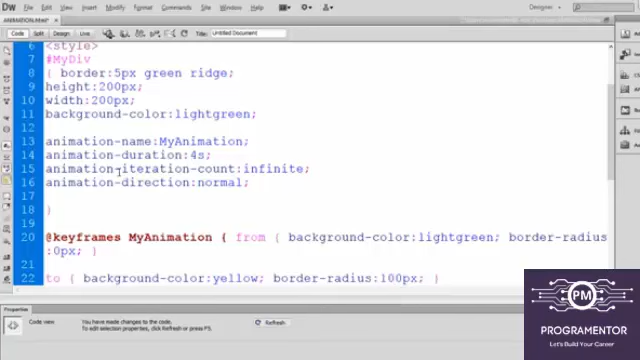 Dw File Edit View Insert Modify Format Commands Site Window Help Designer
ANIMATION.html*
Code Split Design Live Title: Untitled Document
6 <style>
7 #MyDiv
8 { border:5px green ridge;
9 height:200px;
10 width:200px;
11 background-color:lightgreen;
12
13 animation-name:MyAnimation;
14 animation-duration:4s;
15 animation-iteration-count:infinite;
16 animation-direction:normal;
17
18 }
19
20 @keyframes MyAnimation { from { background-color:lightgreen; border-radius
:0px; }
21
22 to { background-color:yellow; border-radius:100px; }
Properties
Code view
You have made changes to the code.
To edit selection properties, click Refresh or press F5.
Refresh
PM
PROGRAMENTOR
Let's Build Your Career